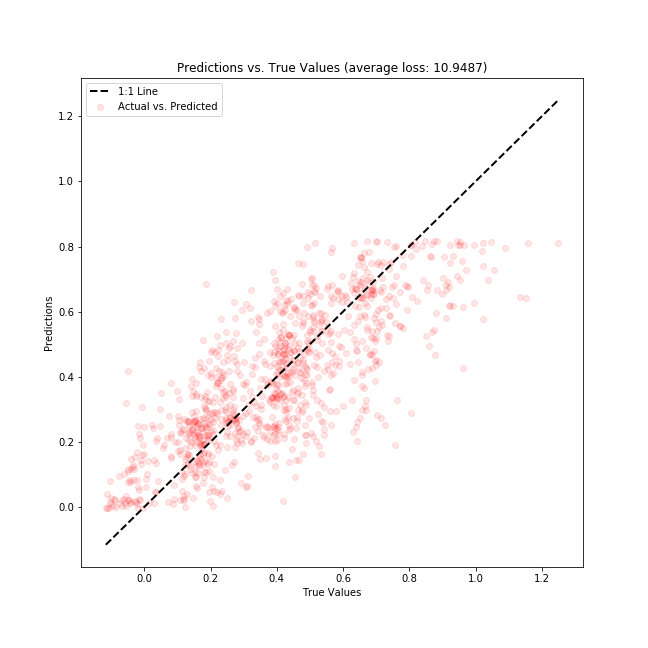 Predictions vs. True Values (average loss: 10.9487)
1:1 Line
Actual vs. Predicted
1.2
1.0
0.8
0.6
0.4
0.2
0.0
Predictions
0.0 0.2 0.4 0.6 0.8 1.0 1.2
True Values